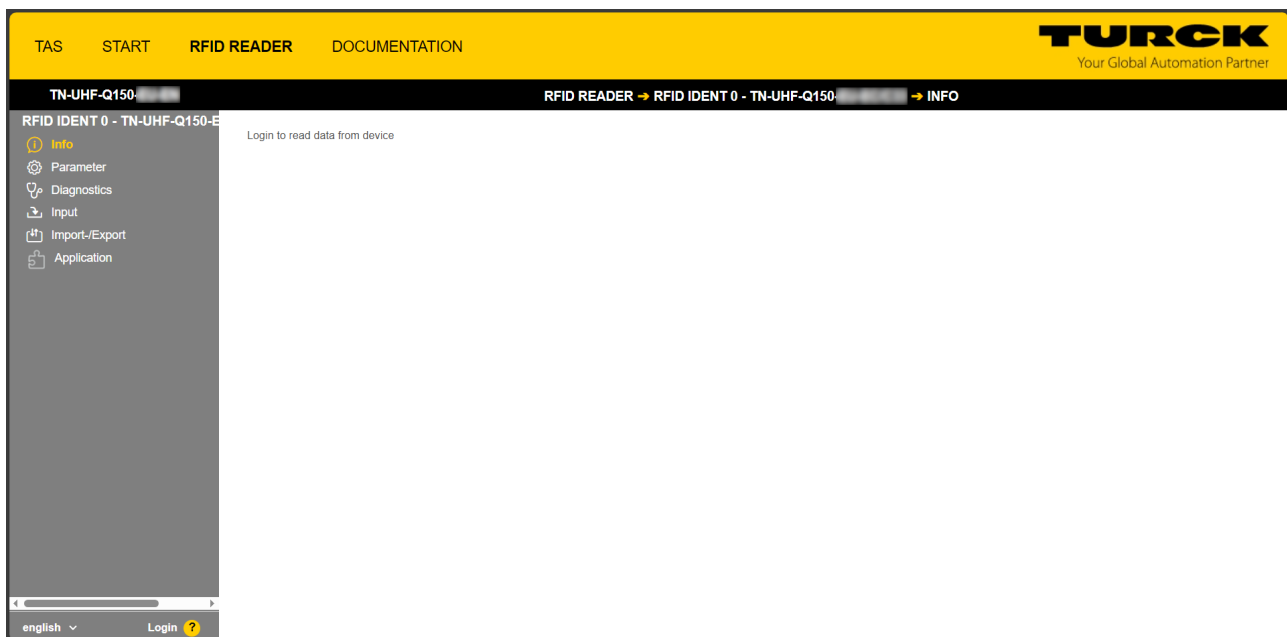 TAS START RFID READER DOCUMENTATION
TURCK
Your Global Automation Partner
TN-UHF-Q150-
RFID READER ➔ RFID IDENT 0 - TN-UHF-Q150- ➔ INFO
RFID IDENT 0 - TN-UHF-Q150-E
Info
Parameter
Diagnostics
Input
Import-/Export
Application
Login to read data from device
english
Login ?